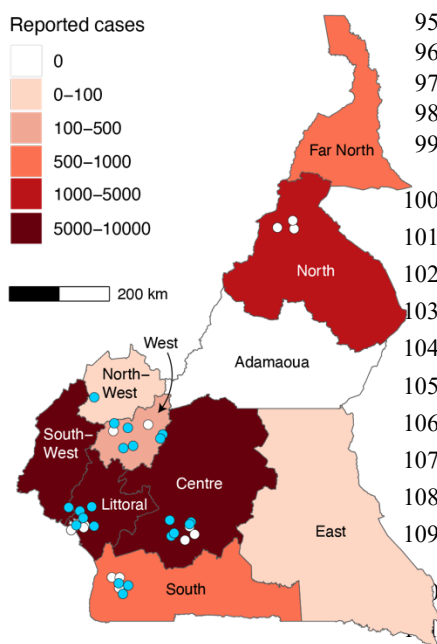 Reported cases
0
0−100
100−500
500−1000
1000−5000
5000−10000
200 km
Far North
North
Adamaoua
West
North−
West
South−
West
Littoral
Centre
East
South
95
96
97
98
99
100
101
102
103
104
105
106
107
108
109